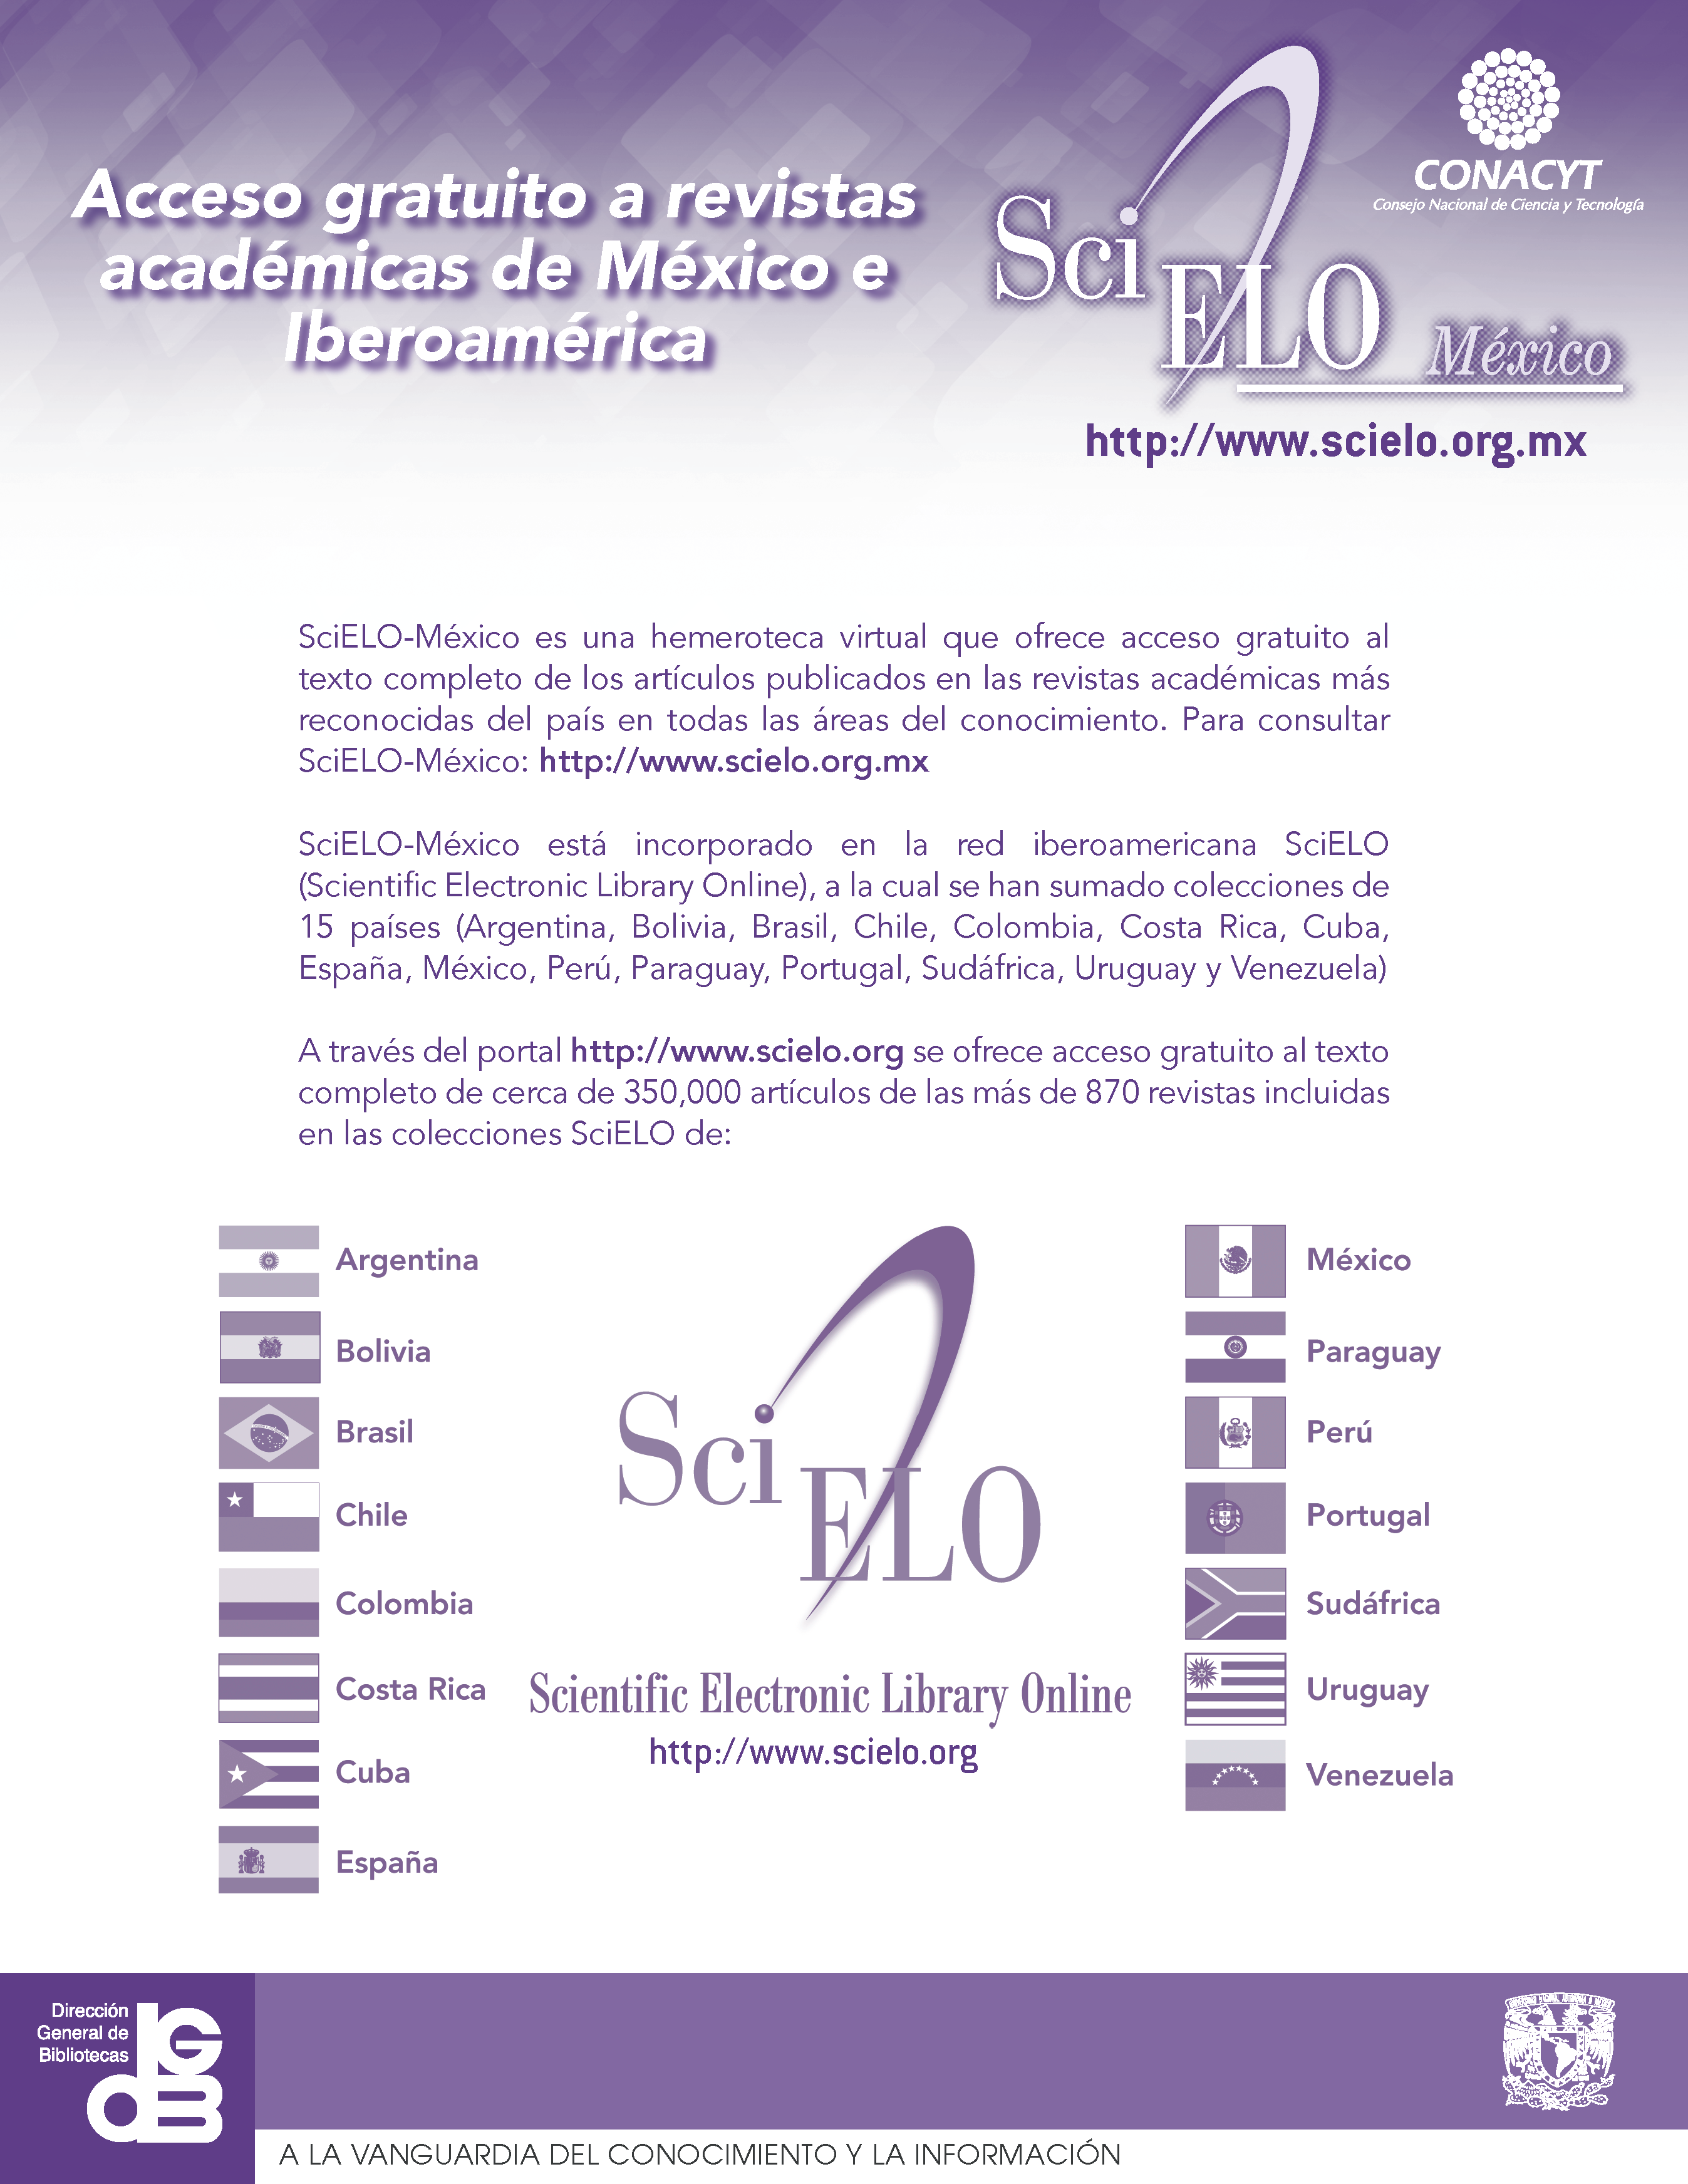 Acceso gratuito a revistas
académicas de México e
Iberoamérica
CONACYT
Consejo Nacional de Ciencia y Tecnología
SciELO México
http://www.scielo.org.mx
SciELO-México es una hemeroteca virtual que ofrece acceso gratuito al
texto completo de los artículos publicados en las revistas académicas más
reconocidas del país en todas las áreas del conocimiento. Para consultar
SciELO-México: http://www.scielo.org.mx
SciELO-México está incorporado en la red iberoamericana SciELO
(Scientific Electronic Library Online), a la cual se han sumado colecciones de
15 países (Argentina, Bolivia, Brasil, Chile, Colombia, Costa Rica, Cuba,
España, México, Perú, Paraguay, Portugal, Sudáfrica, Uruguay y Venezuela)
A través del portal http://www.scielo.org se ofrece acceso gratuito al texto
completo de cerca de 350,000 artículos de las más de 870 revistas incluidas
en las colecciones SciELO de:
Argentina
Bolivia
Brasil
Chile
Colombia
Costa Rica
Cuba
España
SciELO
Scientific Electronic Library Online
http://www.scielo.org
México
Paraguay
Perú
Portugal
Sudáfrica
Uruguay
Venezuela
Dirección
General de
Bibliotecas
dGB
A LA VANGUARDIA DEL CONOCIMIENTO Y LA INFORMACIÓN